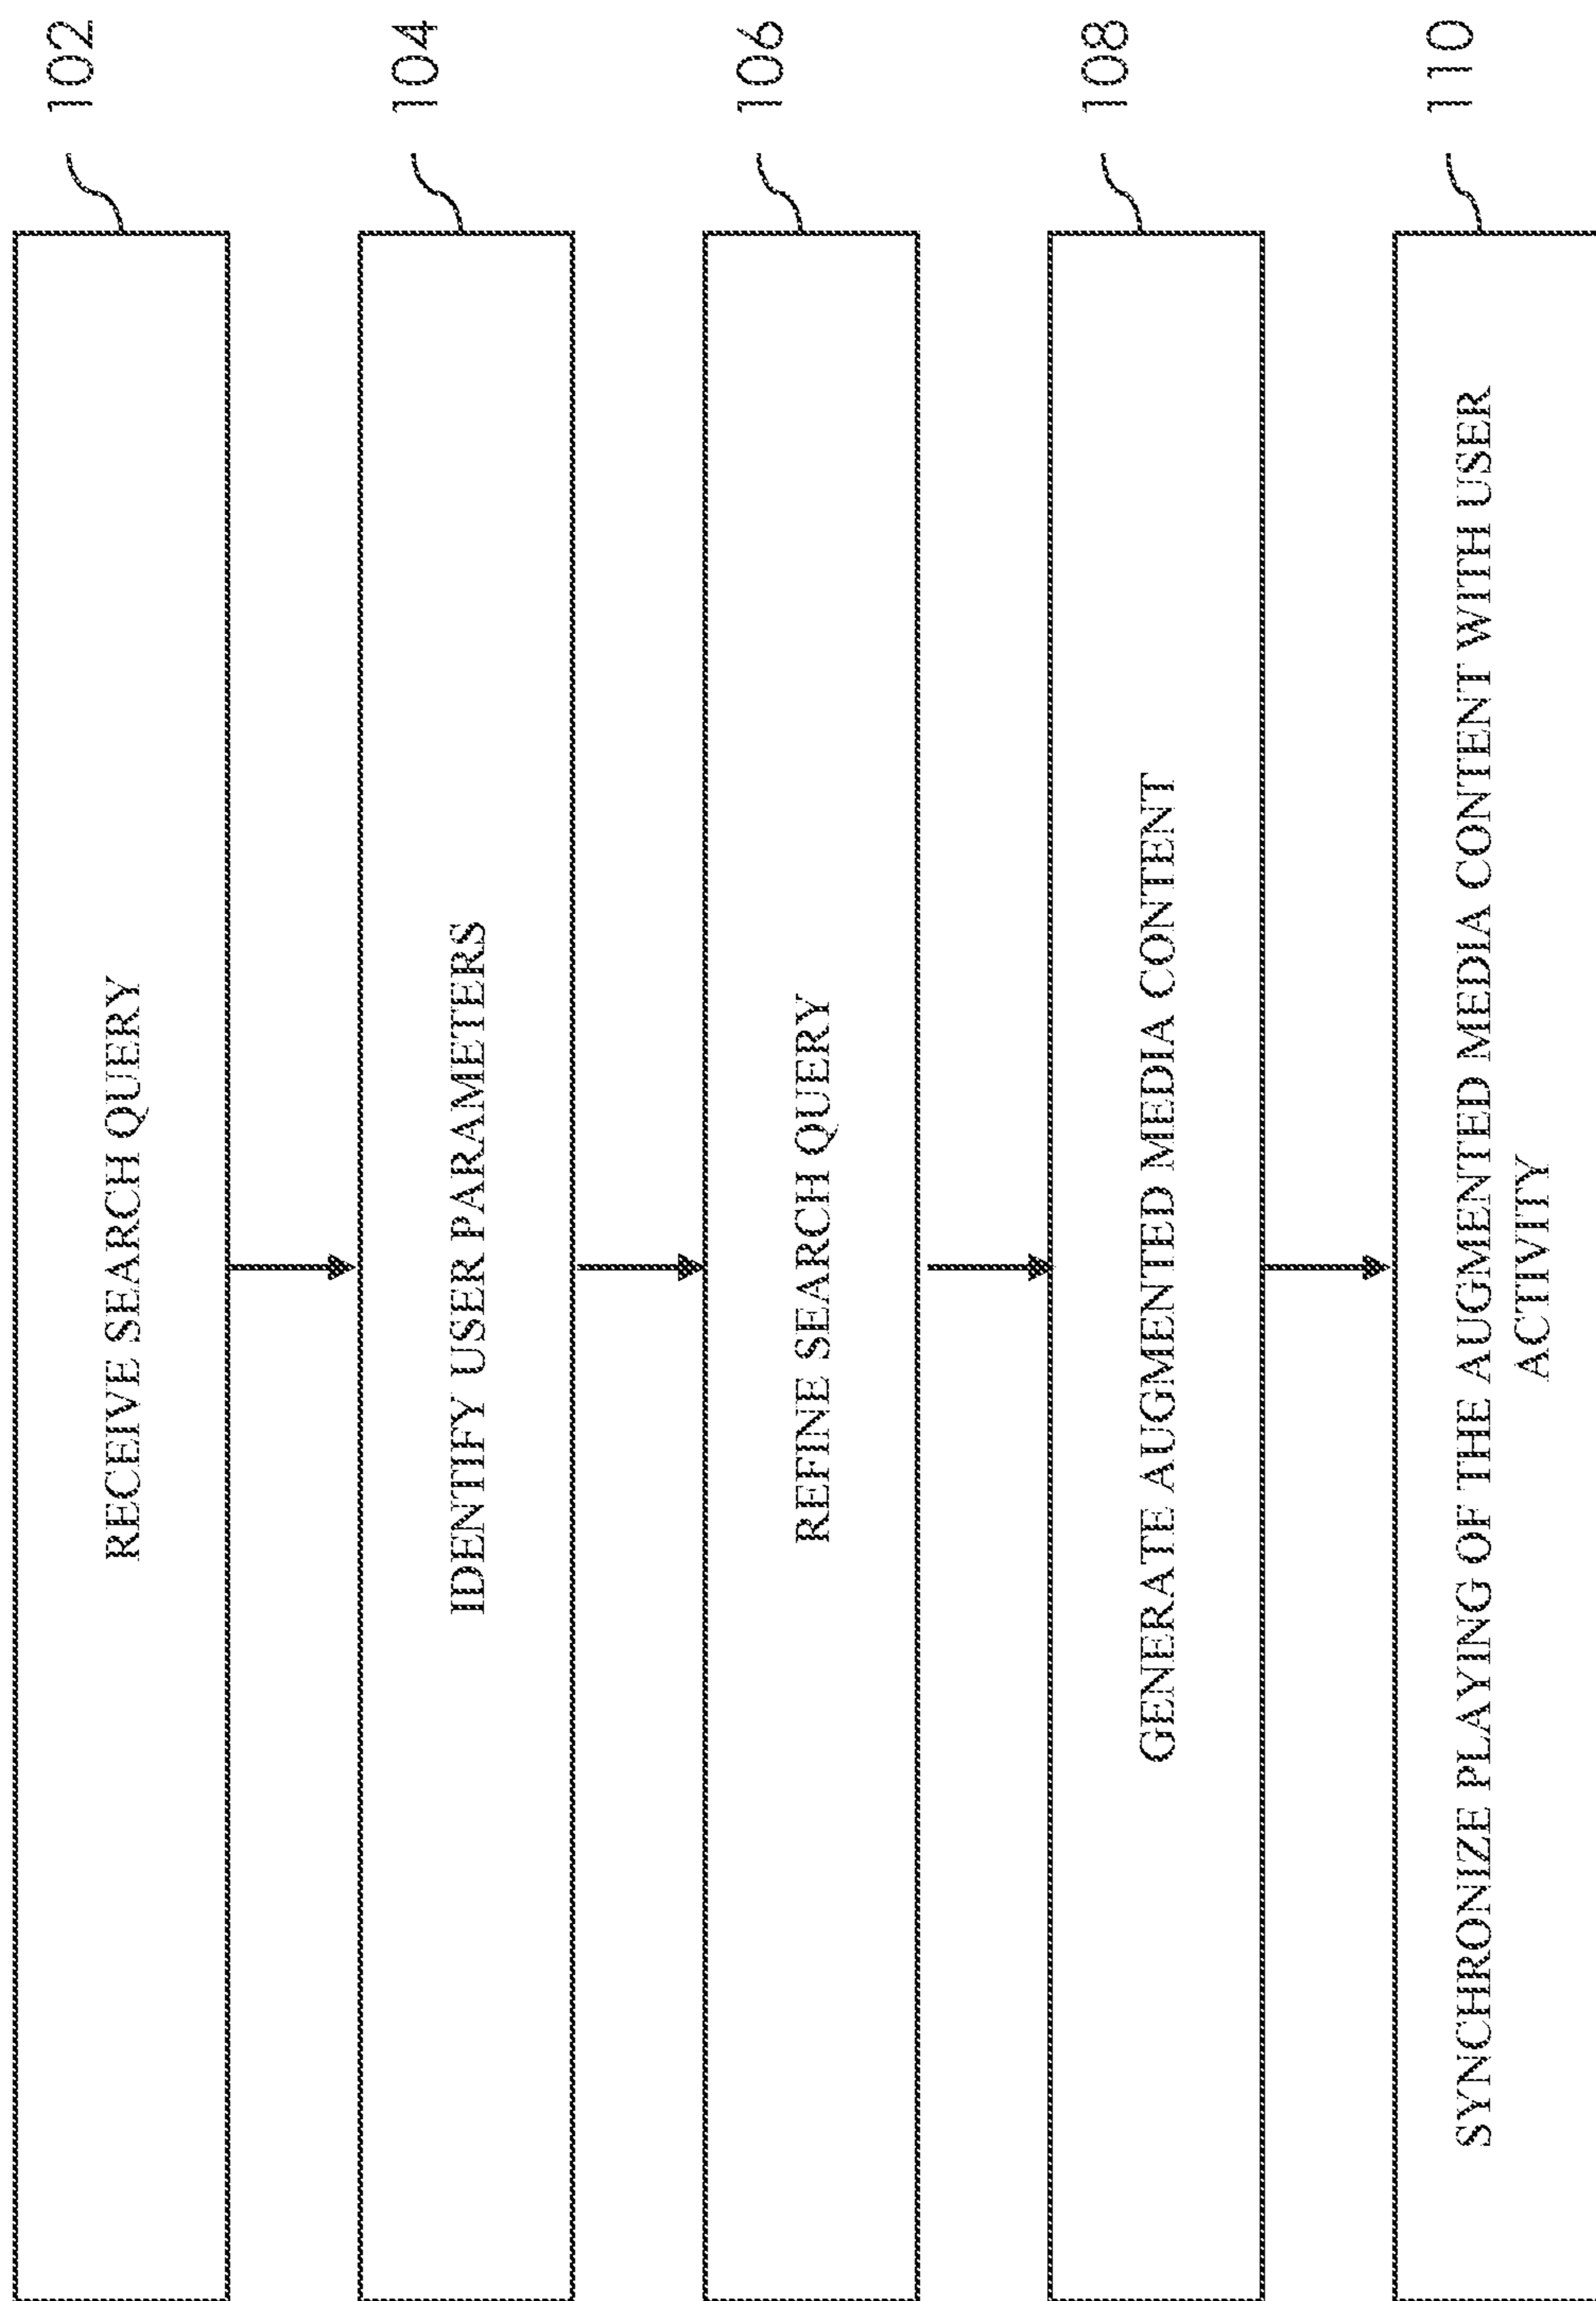 102
RECEIVE SEARCH QUERY
104
IDENTIFY USER PARAMETERS
106
REFINE SEARCH QUERY
108
GENERATE AUGMENTED MEDIA CONTENT
110
SYNCHRONIZE PLAYING OF THE AUGMENTED MEDIA CONTENT WITH USER
ACTIVITY